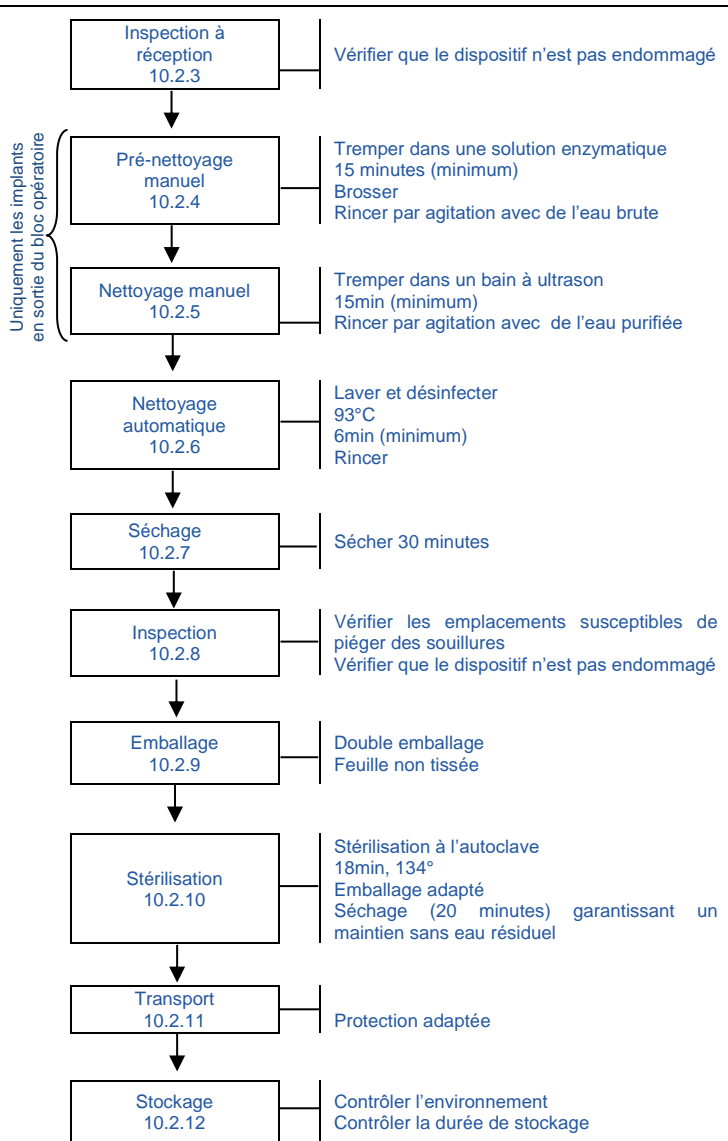 Inspection à
réception
10.2.3
Vérifier que le dispositif n'est pas endommagé
Uniquement les implants
en sortie du bloc opératoire
Pré-nettoyage
manuel
10.2.4
Tremper dans une solution enzymatique
15 minutes (minimum)
Brosser
Rincer par agitation avec de l'eau brute
Nettoyage manuel
10.2.5
Tremper dans un bain à ultrason
15min (minimum)
Rincer par agitation avec de l'eau purifiée
Nettoyage
automatique
10.2.6
Laver et désinfecter
93°C
6min (minimum)
Rincer
Séchage
10.2.7
Sécher 30 minutes
Inspection
10.2.8
Vérifier les emplacements susceptibles de
piéger des souillures
Vérifier que le dispositif n'est pas endommagé
Emballage
10.2.9
Double emballage
Feuille non tissée
Stérilisation
10.2.10
Stérilisation à l'autoclave
18min, 134°
Emballage adapté
Séchage (20 minutes) garantissant un
maintien sans eau résiduel
Transport
10.2.11
Protection adaptée
Stockage
10.2.12
Contrôler l'environnement
Contrôler la durée de stockage